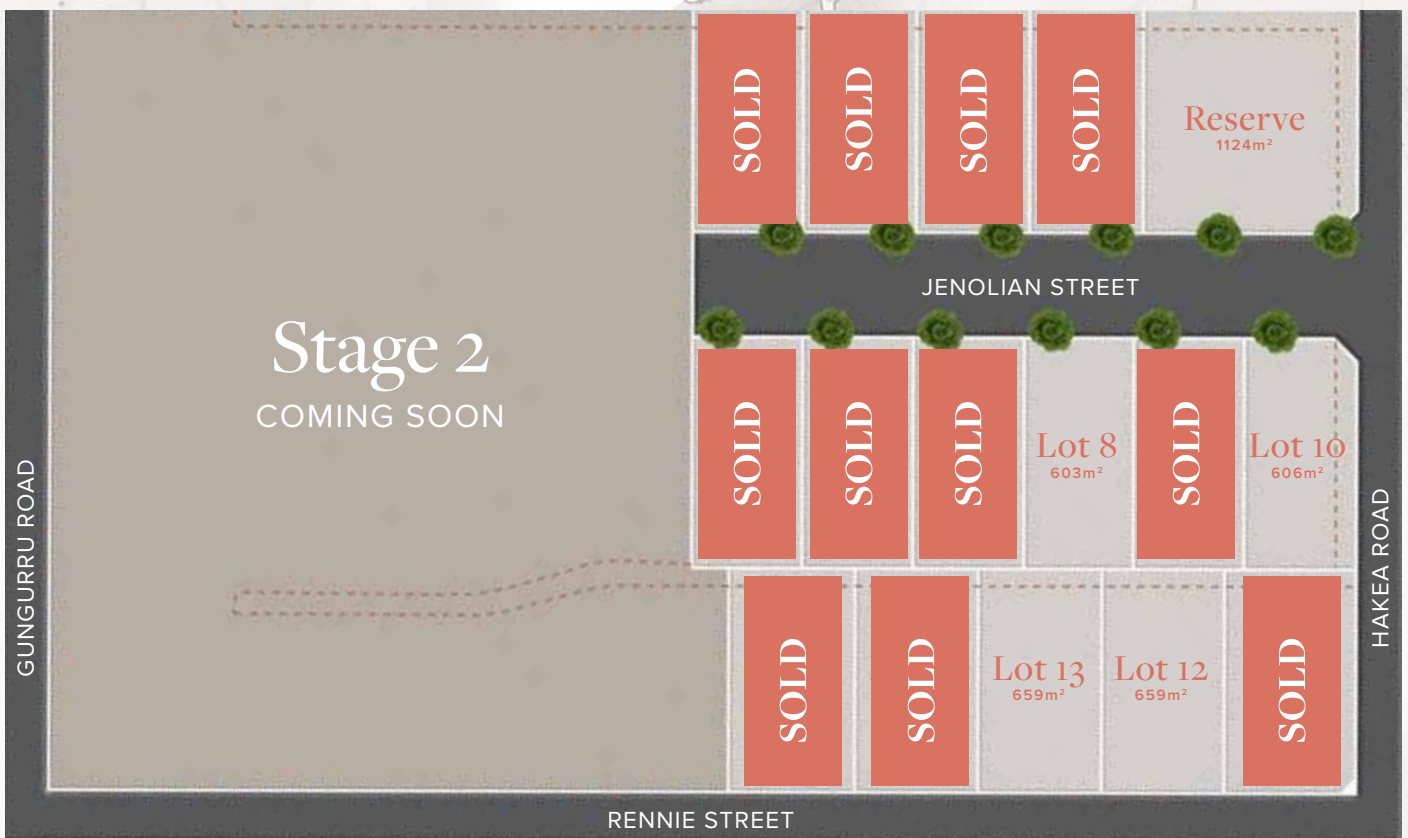 SOLD
SOLD
SOLD
SOLD
Reserve
1124m²
JENOLIAN STREET
Stage 2
COMING SOON
SOLD
SOLD
SOLD
Lot 8
603m²
SOLD
Lot 10
606m²
GUNGURRU ROAD
HAKEA ROAD
SOLD
SOLD
Lot 13
659m²
Lot 12
659m²
SOLD
RENNIE STREET